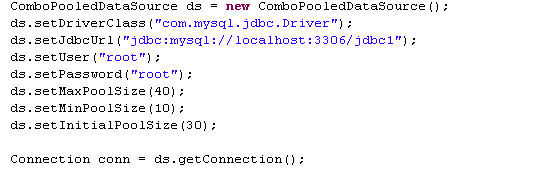 ComboPooledDataSource ds = new ComboPooledDataSource();
ds.setDriverClass("com.mysql.jdbc.Driver");
ds.setJdbcUrl("jdbc:mysql://localhost:3306/jdbc1");
ds.setUser("root");
ds.setPassword("root");
ds.setMaxPoolSize(40);
ds.setMinPoolSize(10);
ds.setInitialPoolSize(30);
Connection conn = ds.getConnection();